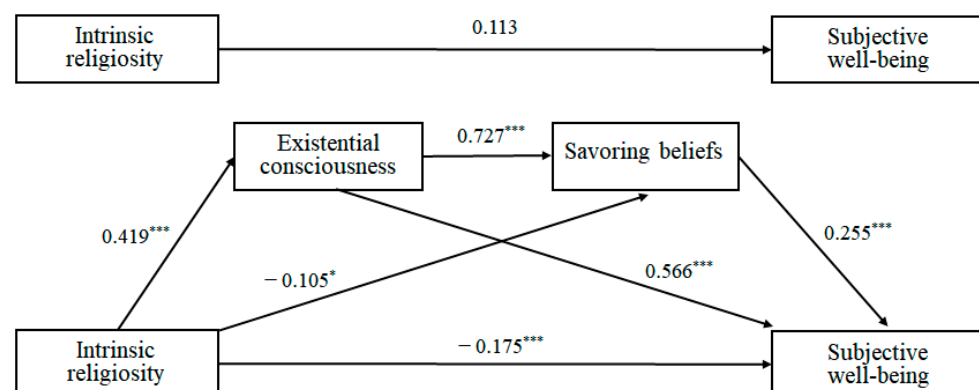 Intrinsic
religiosity
0.113
Subjective
well-being
Existential
consciousness
0.727***
Savoring beliefs
0.419***
−0.105*
0.566***
0.255***
Intrinsic
religiosity
−0.175***
Subjective
well-being